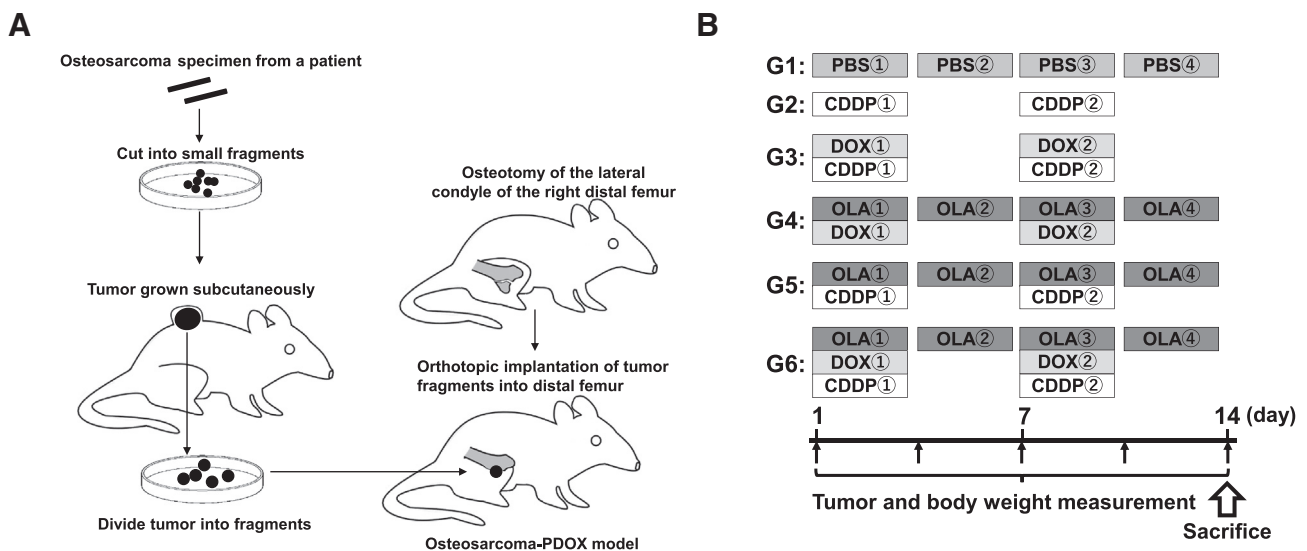 A
Osteosarcoma specimen from a patient
Cut into small fragments
Tumor grown subcutaneously
Divide tumor into fragments
Osteotomy of the lateral
condyle of the right distal femur
Orthotopic implantation of tumor
fragments into distal femur
Osteosarcoma-PDOX model
B
G1: PBS① PBS② PBS③ PBS④
G2: CDDP① CDDP②
G3: DOX① DOX②
CDDP① CDDP②
G4: OLA① OLA② OLA③ OLA④
DOX① DOX②
G5: OLA① OLA② OLA③ OLA④
CDDP① CDDP②
G6: OLA① OLA② OLA③ OLA④
DOX① DOX②
CDDP① CDDP②
1 7 14 (day)
Tumor and body weight measurement
Sacrifice